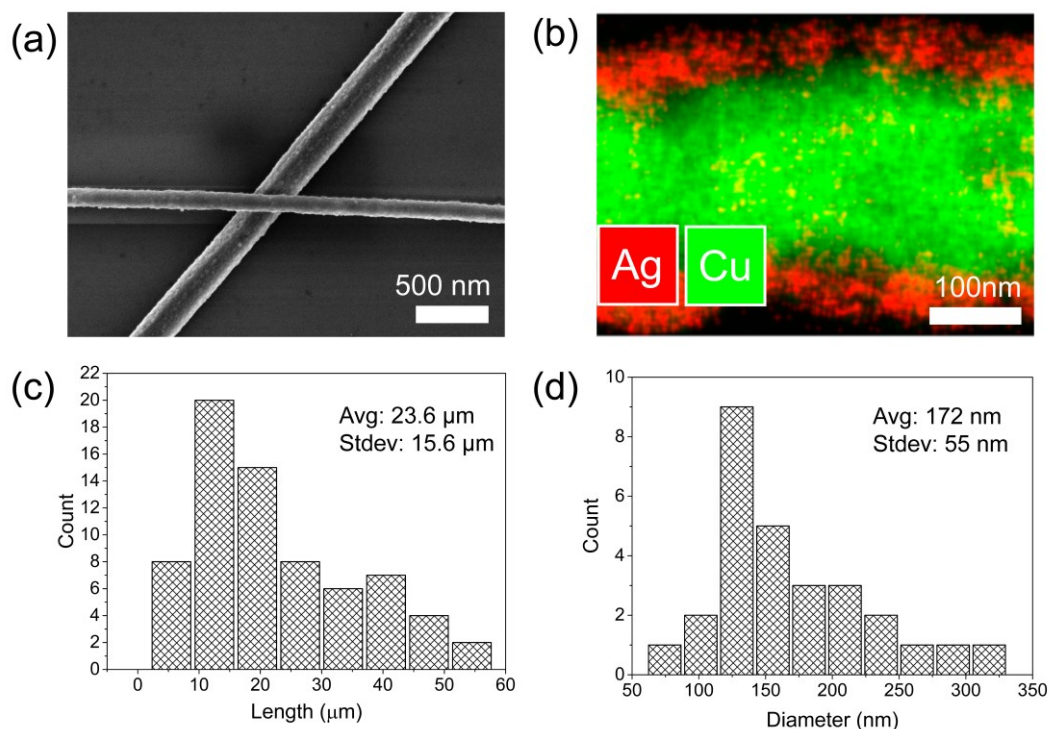 (a)
500 nm
(b)
Ag Cu
100nm
(c)
22
20
18
16
14
12
10
8
6
4
2
0
Count
Avg: 23.6 µm
Stdev: 15.6 µm
0 10 20 30 40 50 60
Length (µm)
(d)
10
8
6
4
2
0
Count
Avg: 172 nm
Stdev: 55 nm
50 100 150 200 250 300 350
Diameter (nm)